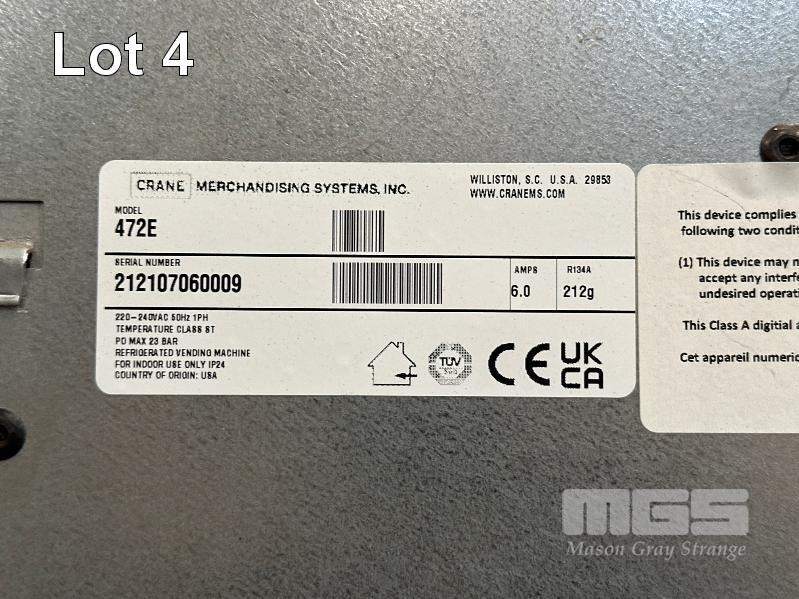 Lot 4
CRANE MERCHANDISING SYSTEMS, INC.
WILLISTON, S.C. U.S.A. 29853
WWW.CRANEMS.COM
MODEL
472E
SERIAL NUMBER
212107060009
AMPS
6.0
R134A
212g
220-240VAC 50Hz 1PH
TEMPERATURE CLASS ST
PO MAX 23 BAR
REFRIGERATED VENDING MACHINE
FOR INDOOR USE ONLY IP24
COUNTRY OF ORIGIN: USA
TÜV
CE
UK
CA
This device complies
following two condit
(1) This device may n
accept any interfe
undesired operati
This Class A digitial a
Cet appareil numeric
MGS
Mason Gray Strange